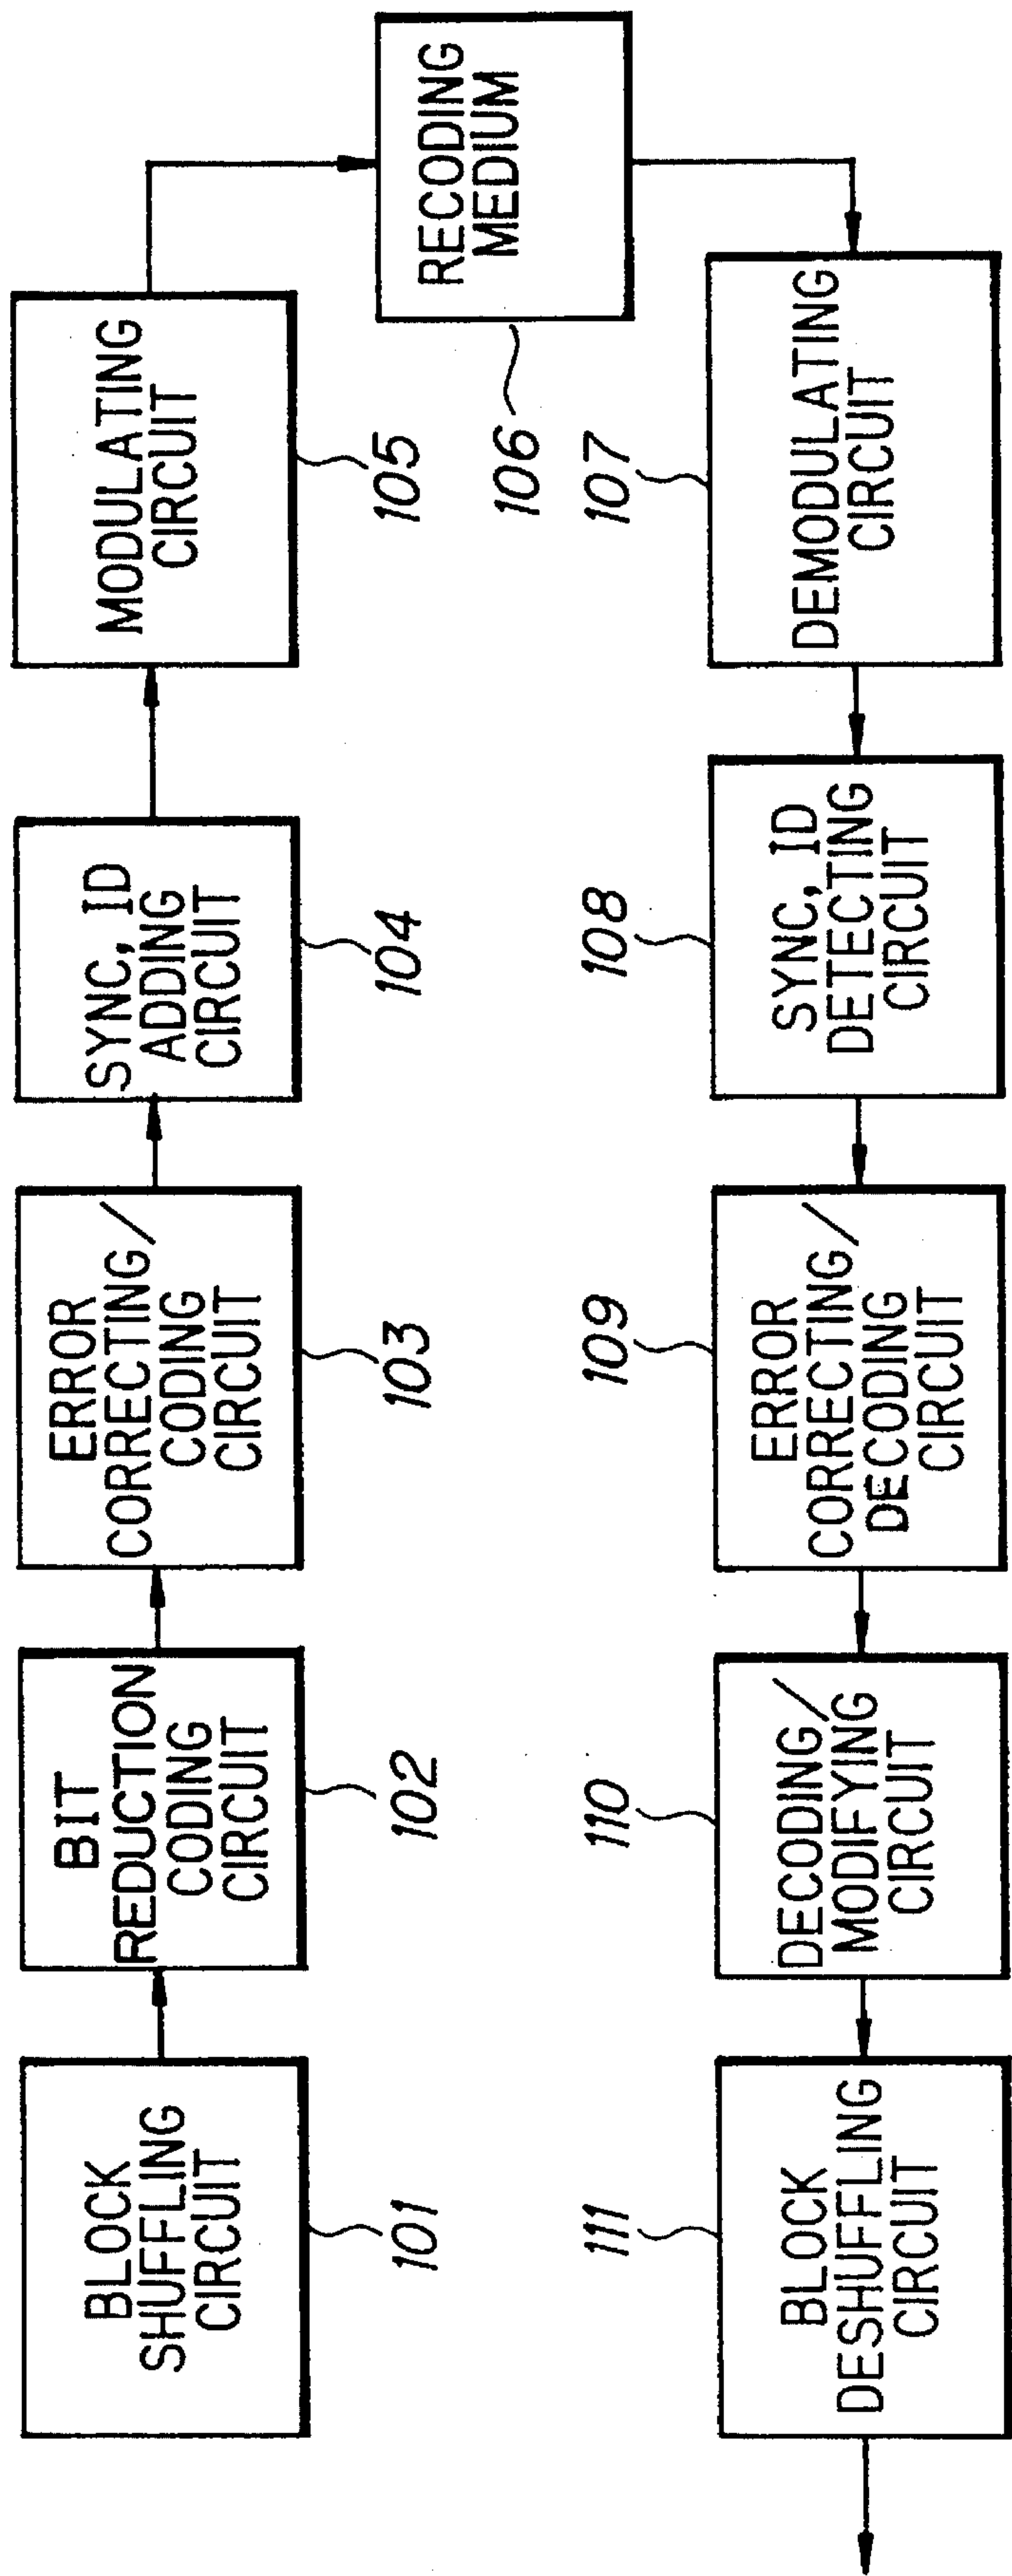 BLOCK
SHUFFLING
CIRCUIT
101
BIT
REDUCTION
CODING
CIRCUIT
102
ERROR
CORRECTING/
CODING
CIRCUIT
103
SYNC, ID
ADDING
CIRCUIT
104
MODULATING
CIRCUIT
105
RECODING
MEDIUM
106
DEMODULATING
CIRCUIT
107
SYNC, ID
DETECTING
CIRCUIT
108
ERROR
CORRECTING/
DECODING
CIRCUIT
109
DECODING/
MODIFYING
CIRCUIT
110
BLOCK
DESHUFFLING
CIRCUIT
111